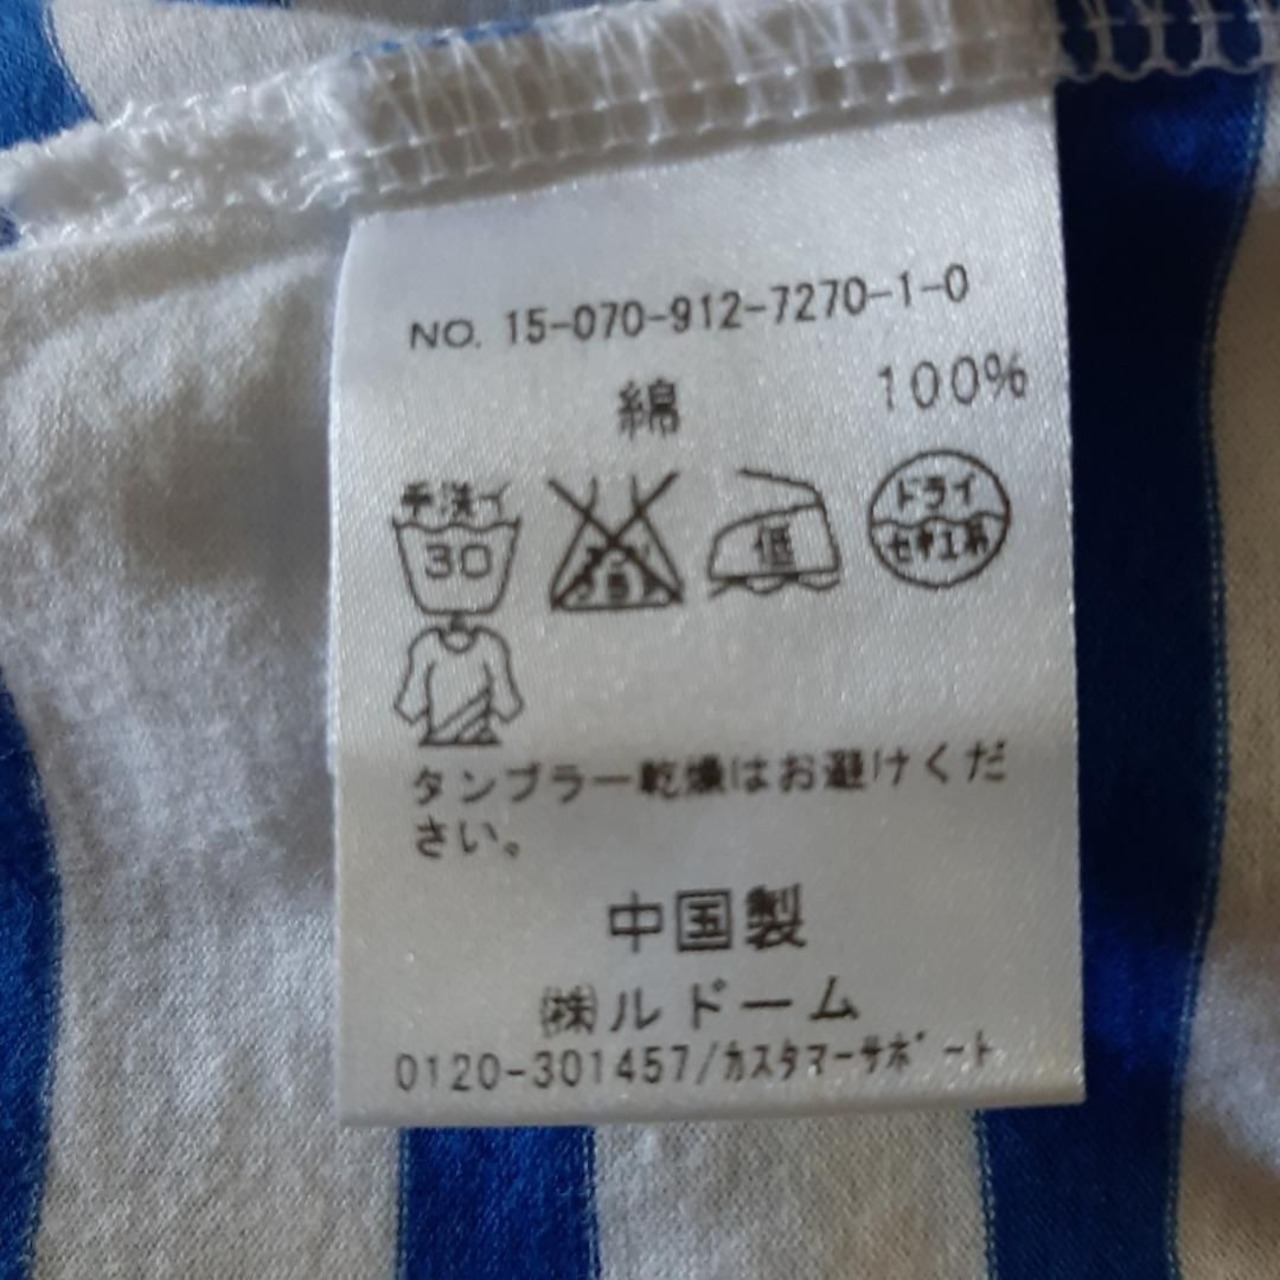 NO. 15-070-912-7270-1-0
綿 100%
手洗イ
30
低
ドライ
セキユ系
タンブラー乾燥はお避けくだ
さい。
中国製
㈱ルドーム
0120-301457/カスタマーサポート